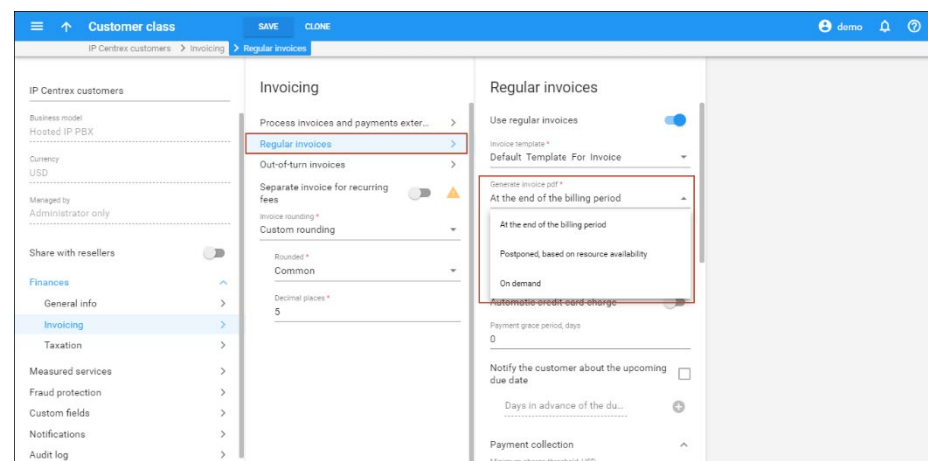 Customer class
SAVE
CLONE
demo
IP Centrex customers
Invoicing
Regular invoices
IP Centrex customers
Business model
Hosted IP PBX
Currency
USD
Managed by
Administrator only
Share with resellers
Finances
General info
Invoicing
Taxation
Measured services
Fraud protection
Custom fields
Notifications
Audit log
Invoicing
Process invoices and payments exter...
Regular invoices
Out-of-turn invoices
Separate invoice for recurring
fees
Invoice rounding *
Custom rounding
Rounded *
Common
Decimal places *
5
Regular invoices
Use regular invoices
Invoice template *
Default Template For Invoice
Generate invoice pdf *
At the end of the billing period
At the end of the billing period
Postponed, based on resource availability
On demand
Automatic credit card charge
Payment grace period, days
0
Notify the customer about the upcoming
due date
Days in advance of the du...
Payment collection
Minimum charge threshold, USD